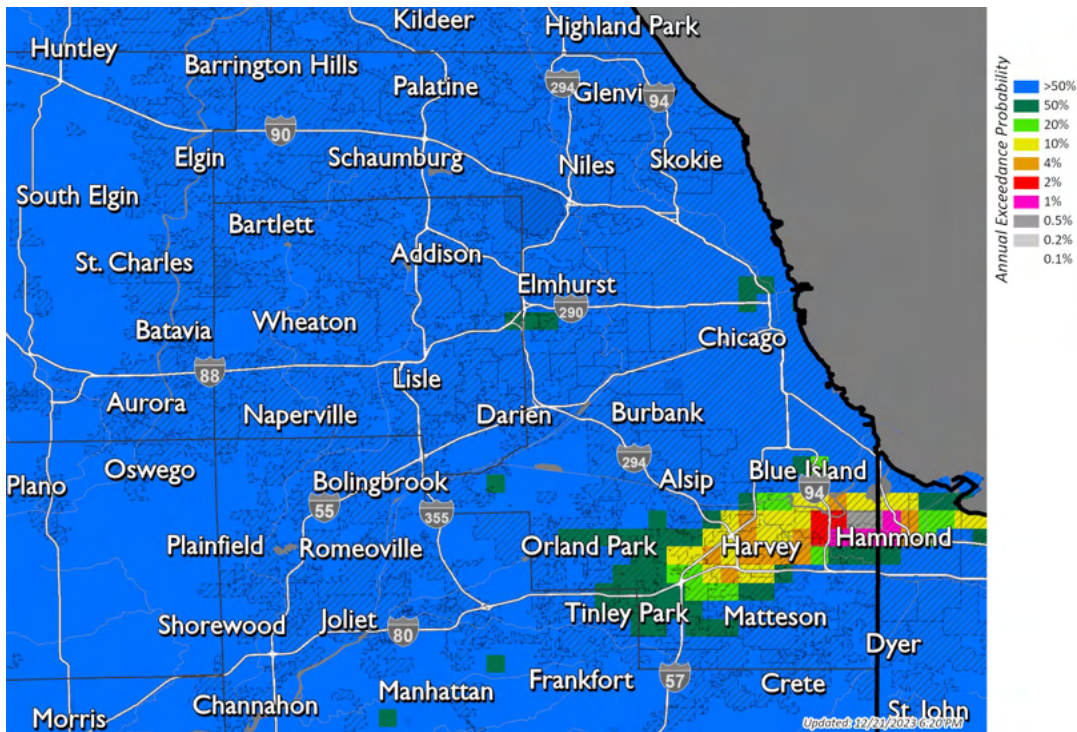 Kildeer
Highland Park
Huntley
Barrington Hills
Palatine
294
Glenvi
94
90
Elgin
Schaumburg
Niles
Skokie
South Elgin
Bartlett
St. Charles
Addison
Elmhurst
290
Batavia
Wheaton
Chicago
88
Lisle
Aurora
Naperville
Darien
Burbank
Oswego
Plano
Bolingbrook
294
Alsip
Blue Island
94
55
355
Plainfield
Romeoville
Orland Park
Harvey
Hammond
Shorewood
Joliet
80
Tinley Park
Matteson
Dyer
Channahon
Manhattan
Frankfort
57
Crete
Morris
St. John
Updated: 12/21/2023 6:20 PM
Annual Exceedance Probability
>50%
50%
20%
10%
4%
2%
1%
0.5%
0.2%
0.1%